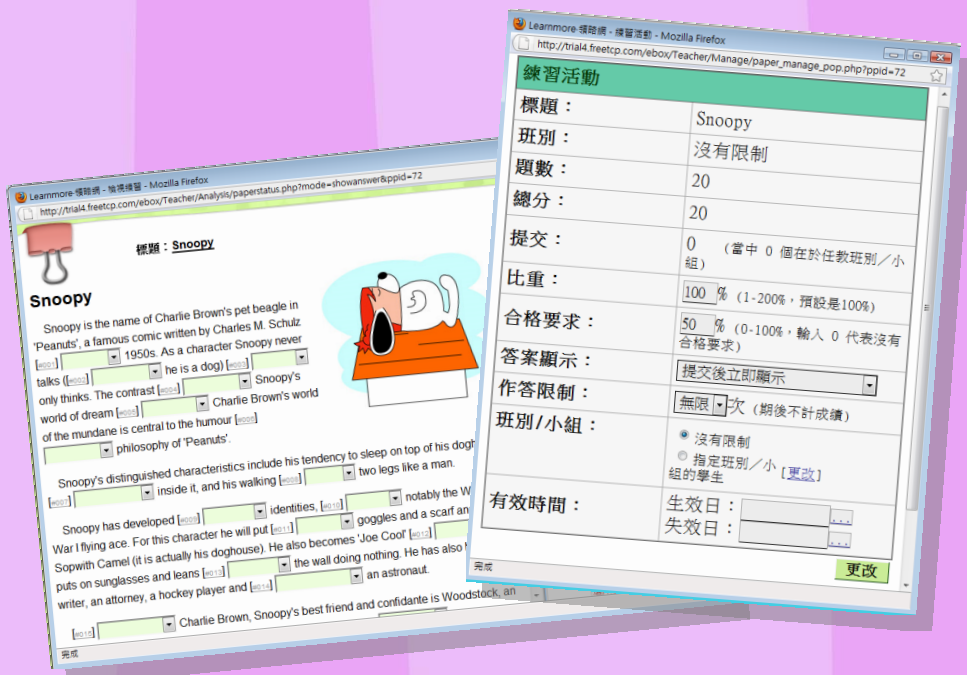 Learnmore 領略網 - 檢視練習 - Mozilla Firefox
http://trial4.freetcp.com/ebox/Teacher/Analysis/paperstatus.php?mode=showanswer&ppid=72
標題：Snoopy
Snoopy
Snoopy is the name of Charlie Brown's pet beagle in
'Peanuts', a famous comic written by Charles M. Schulz
[#001] 1950s. As a character Snoopy never
talks ([#002] he is a dog) [#003]
only thinks. The contrast [#004] Snoopy's
world of dream [#005] Charlie Brown's world
of the mundane is central to the humour [#006]
philosophy of 'Peanuts'.
Snoopy's distinguished characteristics include his tendency to sleep on top of his dogh
[#007] inside it, and his walking [#008] two legs like a man.
Snoopy has developed [#009] identities, [#010] notably the W
War I flying ace. For this character he will put [#011] goggles and a scarf an
Sopwith Camel (it is actually his doghouse). He also becomes 'Joe Cool' [#012]
puts on sunglasses and leans [#013] the wall doing nothing. He has also
writer, an attorney, a hockey player and [#014] an astronaut.
[#015] Charlie Brown, Snoopy's best friend and confidante is Woodstock, an
完成
Learnmore 領略網 - 練習活動 - Mozilla Firefox
http://trial4.freetcp.com/ebox/Teacher/Manage/paper_manage_pop.php?ppid=72
練習活動
標題： Snoopy
班別： 沒有限制
題數： 20
總分： 20
提交： 0 (當中 0 個在於任教班別／小
組)
比重： 100 % (1-200%，預設是100%)
合格要求： 50 % (0-100%，輸入 0 代表沒有
合格要求)
答案顯示： 提交後立即顯示
作答限制： 無限 次 (期後不計成績)
班別/小組： 沒有限制
指定班別／小 [更改]
組的學生
有效時間： 生效日： ...
失效日： ...
更改
完成